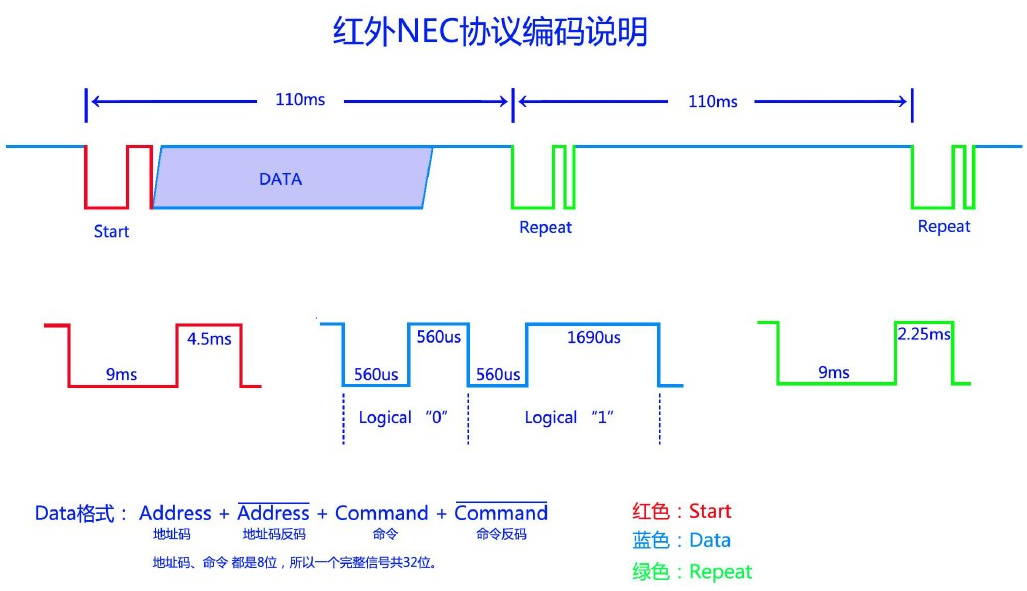 红外NEC协议编码说明
110ms 110ms
DATA
Start Repeat Repeat
4.5ms 560us 1690us 2.25ms
9ms 560us 560us 9ms
Logical “0” Logical “1”
Data格式： Address + Address + Command + Command
地址码 地址码反码 命令 命令反码
地址码、命令 都是8位，所以一个完整信号共32位。
红色：Start
蓝色：Data
绿色：Repeat